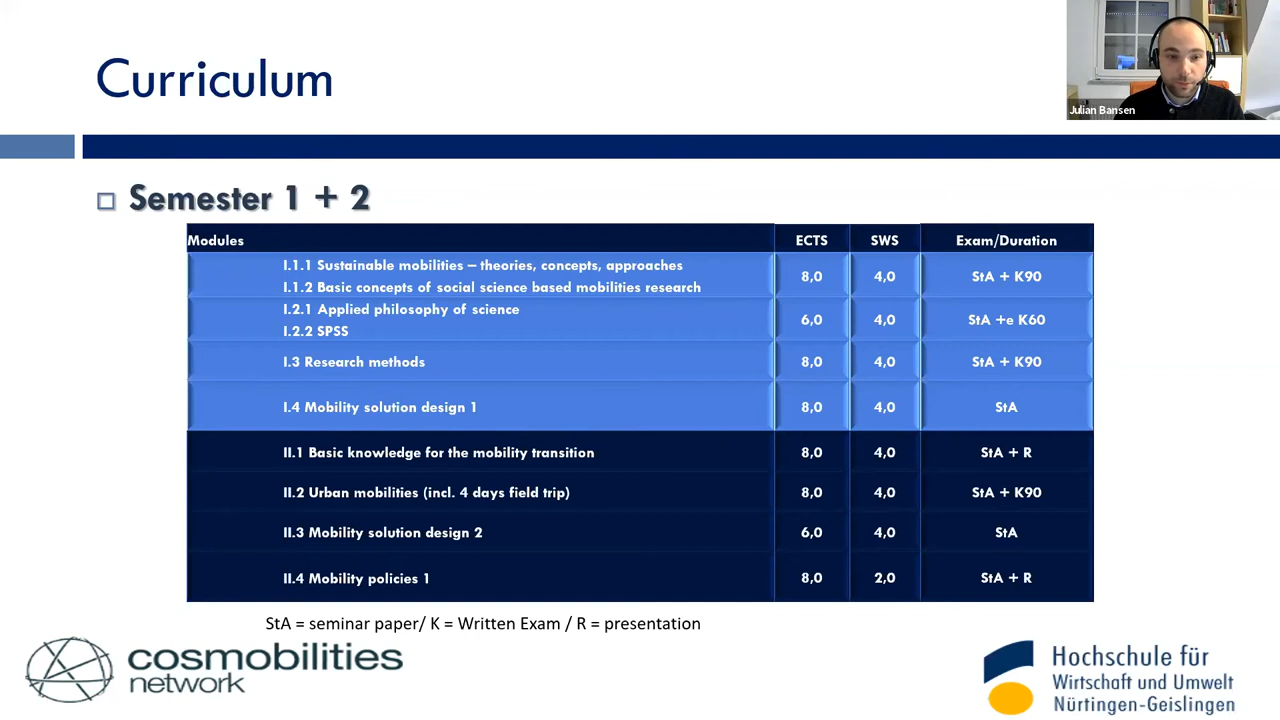 Curriculum
Julian Bansen
Semester 1 + 2
Modules ECTS SWS Exam/Duration
I.1.1 Sustainable mobilities – theories, concepts, approaches
I.1.2 Basic concepts of social science based mobilities research
8,0 4,0 StA + K90
I.2.1 Applied philosophy of science
I.2.2 SPSS
6,0 4,0 StA +e K60
I.3 Research methods 8,0 4,0 StA + K90
I.4 Mobility solution design 1 8,0 4,0 StA
II.1 Basic knowledge for the mobility transition 8,0 4,0 StA + R
II.2 Urban mobilities (incl. 4 days field trip) 8,0 4,0 StA + K90
II.3 Mobility solution design 2 6,0 4,0 StA
II.4 Mobility policies 1 8,0 2,0 StA + R
StA = seminar paper/ K = Written Exam / R = presentation
cosmobilities
network
Hochschule für
Wirtschaft und Umwelt
Nürtingen-Geislingen